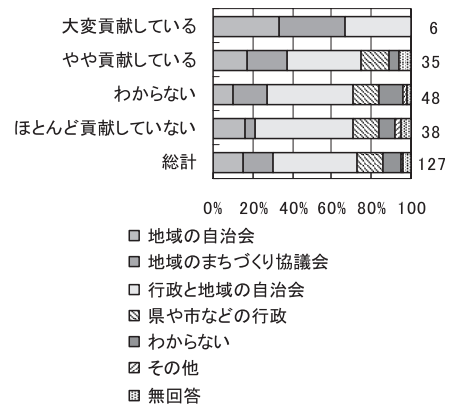 大変貢献している 6
やや貢献している 35
わからない 48
ほとんど貢献していない 38
総計 127
0% 20% 40% 60% 80% 100
地域の自治会
地域のまちづくり協議会
行政と地域の自治会
県や市などの行政
わからない
その他
無回答